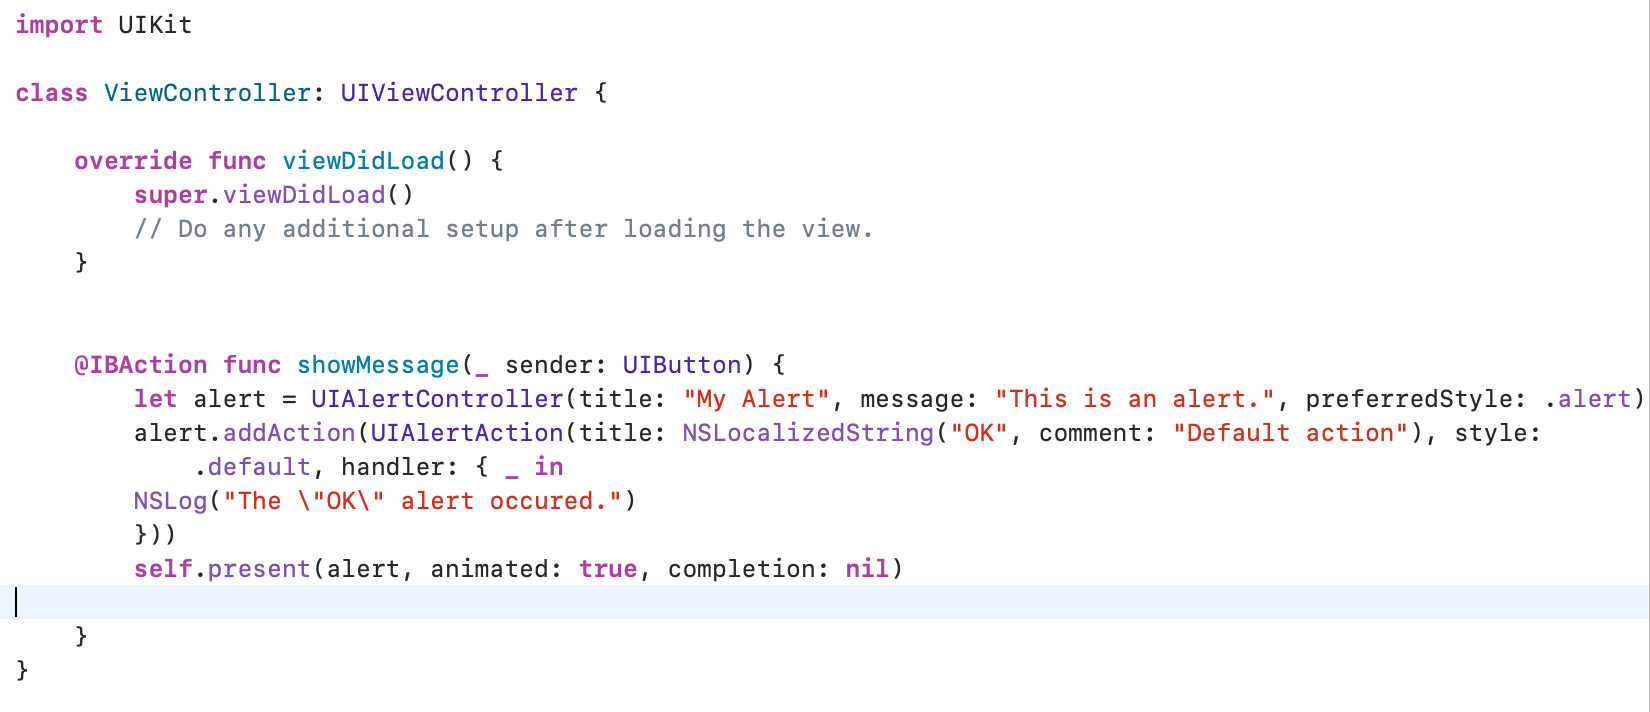 import UIKit

class ViewController: UIViewController {

    override func viewDidLoad() {
        super.viewDidLoad()
        // Do any additional setup after loading the view.
    }


    @IBAction func showMessage(_ sender: UIButton) {
        let alert = UIAlertController(title: "My Alert", message: "This is an alert.", preferredStyle: .alert)
        alert.addAction(UIAlertAction(title: NSLocalizedString("OK", comment: "Default action"), style:
            .default, handler: { _ in
        NSLog("The \"OK\" alert occured.")
        }))
        self.present(alert, animated: true, completion: nil)

    }
}